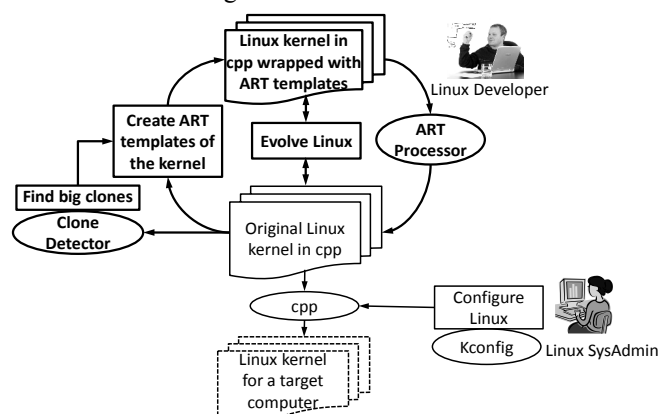 Linux kernel in
cpp wrapped with
ART templates
Linux Developer
Create ART
templates of
the kernel
Evolve Linux
ART
Processor
Find big clones
Clone
Detector
Original Linux
kernel in cpp
cpp
Configure
Linux
Kconfig
Linux SysAdmin
Linux kernel
for a target
computer